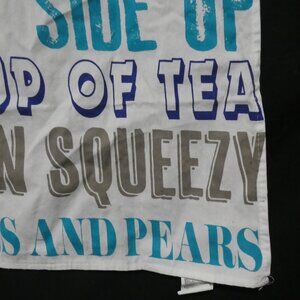 SIDE UP
UP OF TEA
N SQUEEZY
S AND PEARS